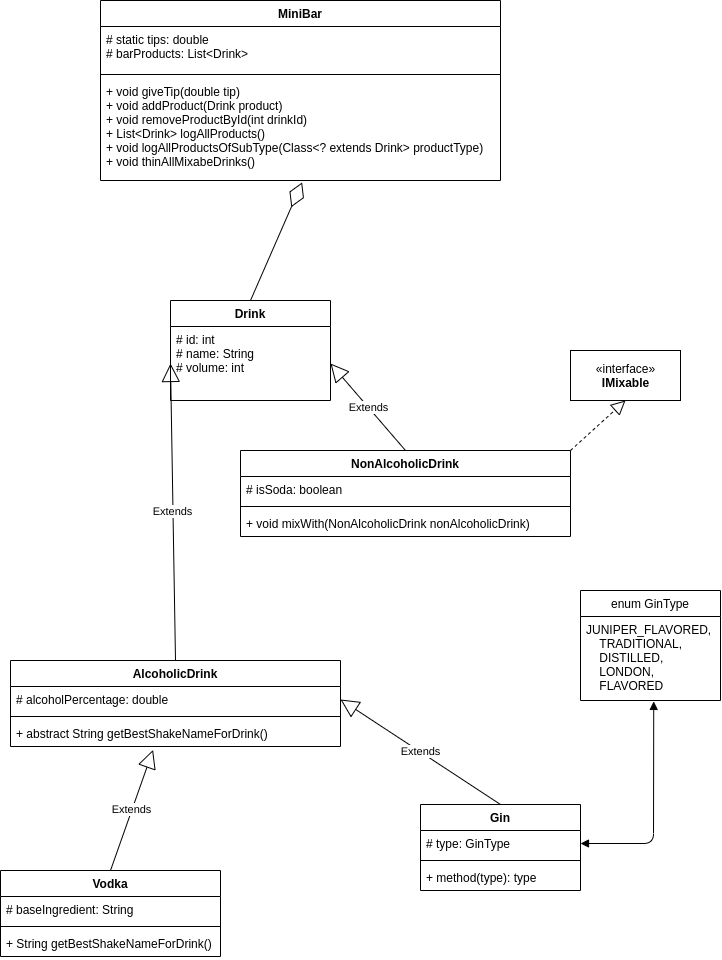 MiniBar
# static tips: double
# barProducts: List<Drink>
+ void giveTip(double tip)
+ void addProduct(Drink product)
+ void removeProductById(int drinkId)
+ List<Drink> logAllProducts()
+ void logAllProductsOfSubType(Class<? extends Drink> productType)
+ void thinAllMixabeDrinks()
Drink
# id: int
# name: String
# volume: int
«interface»
IMixable
Extends
NonAlcoholicDrink
# isSoda: boolean
+ void mixWith(NonAlcoholicDrink nonAlcoholicDrink)
Extends
enum GinType
JUNIPER_FLAVORED,
TRADITIONAL,
DISTILLED,
LONDON,
FLAVORED
AlcoholicDrink
# alcoholPercentage: double
+ abstract String getBestShakeNameForDrink()
Extends
Extends
Gin
# type: GinType
+ method(type): type
Vodka
# baseIngredient: String
+ String getBestShakeNameForDrink()